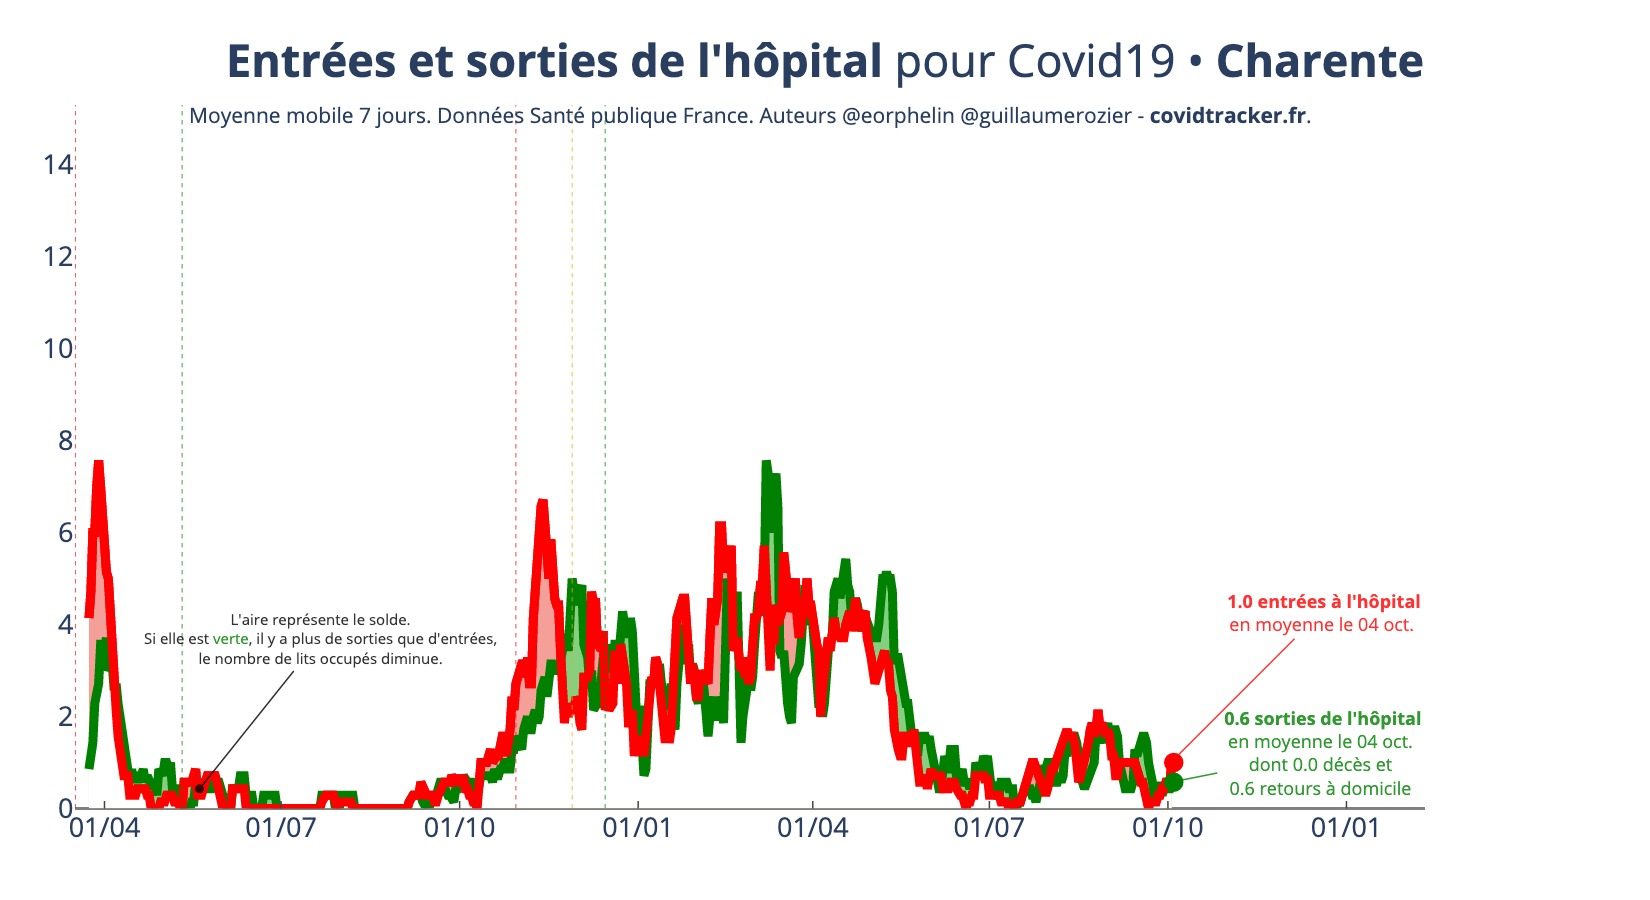 Entrées et sorties de l'hôpital pour Covid19 • Charente
Moyenne mobile 7 jours. Données Santé publique France. Auteurs @eorphelin @guillaumerozier - covidtracker.fr.
14
12
10
8
6
4
2
0
L'aire représente le solde.
Si elle est verte, il y a plus de sorties que d'entrées,
le nombre de lits occupés diminue.
1.0 entrées à l'hôpital
en moyenne le 04 oct.
0.6 sorties de l'hôpital
en moyenne le 04 oct.
dont 0.0 décès et
0.6 retours à domicile
01/04 01/07 01/10 01/01 01/04 01/07 01/10 01/01